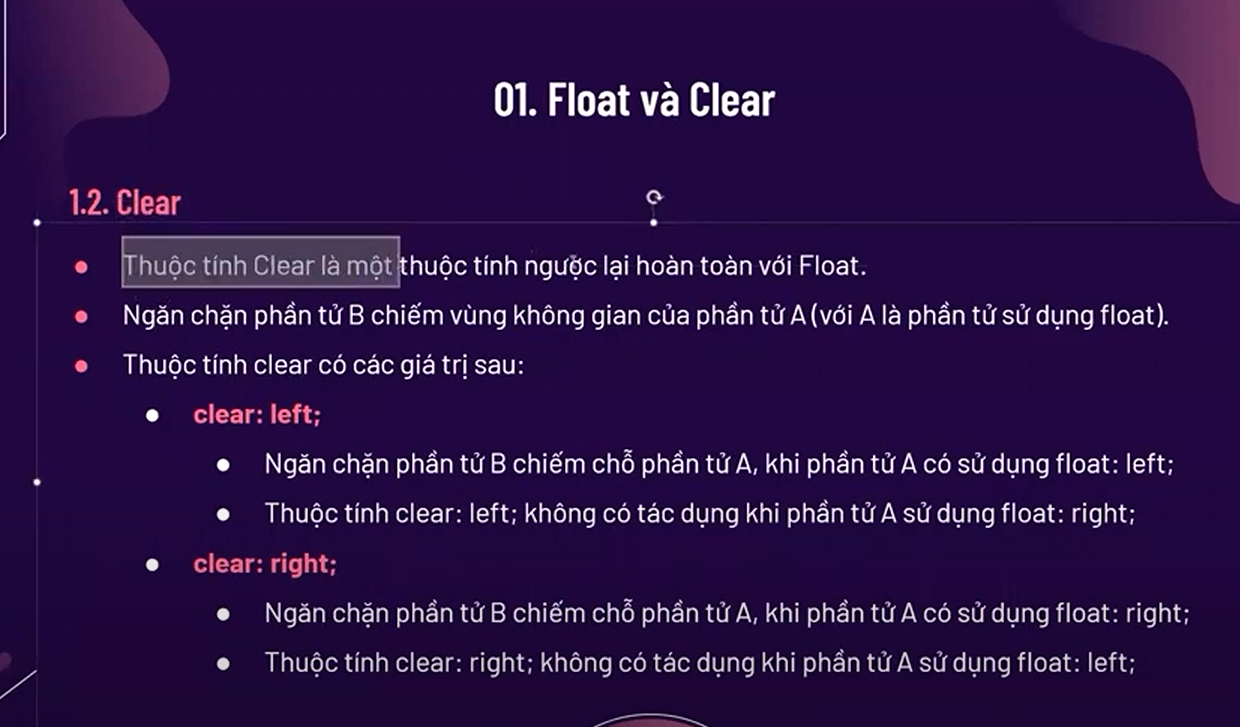 01. Float và Clear
1.2. Clear
Thuộc tính Clear là một thuộc tính ngược lại hoàn toàn với Float.
Ngăn chặn phần tử B chiếm vùng không gian của phần tử A (với A là phần tử sử dụng float).
Thuộc tính clear có các giá trị sau:
clear: left;
Ngăn chặn phần tử B chiếm chỗ phần tử A, khi phần tử A có sử dụng float: left;
Thuộc tính clear: left; không có tác dụng khi phần tử A sử dụng float: right;
clear: right;
Ngăn chặn phần tử B chiếm chỗ phần tử A, khi phần tử A có sử dụng float: right;
Thuộc tính clear: right; không có tác dụng khi phần tử A sử dụng float: left;